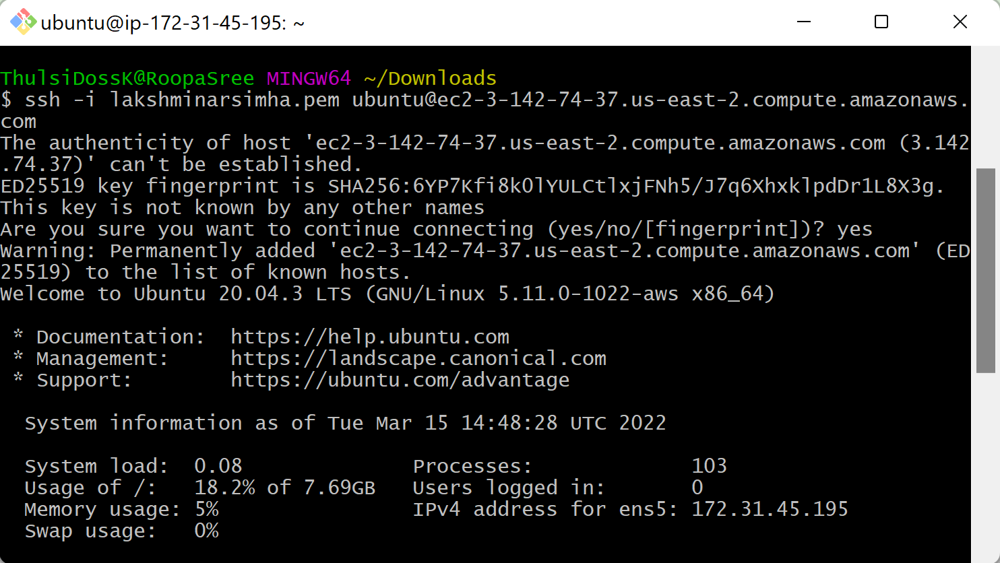 ubuntu@ip-172-31-45-195: ~
ThulsiDossK@RoopaSree MINGW64 ~/Downloads
$ ssh -i lakshminarsimha.pem ubuntu@ec2-3-142-74-37.us-east-2.compute.amazonaws.
com
The authenticity of host 'ec2-3-142-74-37.us-east-2.compute.amazonaws.com (3.142
.74.37)' can't be established.
ED25519 key fingerprint is SHA256:6YP7Kfi8kOlYULCtlxjFNh5/J7q6XhxklpdDr1L8X3g.
This key is not known by any other names
Are you sure you want to continue connecting (yes/no/[fingerprint])? yes
Warning: Permanently added 'ec2-3-142-74-37.us-east-2.compute.amazonaws.com' (ED
25519) to the list of known hosts.
Welcome to Ubuntu 20.04.3 LTS (GNU/Linux 5.11.0-1022-aws x86_64)
* Documentation:  https://help.ubuntu.com
* Management:     https://landscape.canonical.com
* Support:        https://ubuntu.com/advantage
System information as of Tue Mar 15 14:48:28 UTC 2022
System load:  0.08               Processes:             103
Usage of /:   18.2% of 7.69GB   Users logged in:       0
Memory usage: 5%                IPv4 address for ens5: 172.31.45.195
Swap usage:   0%